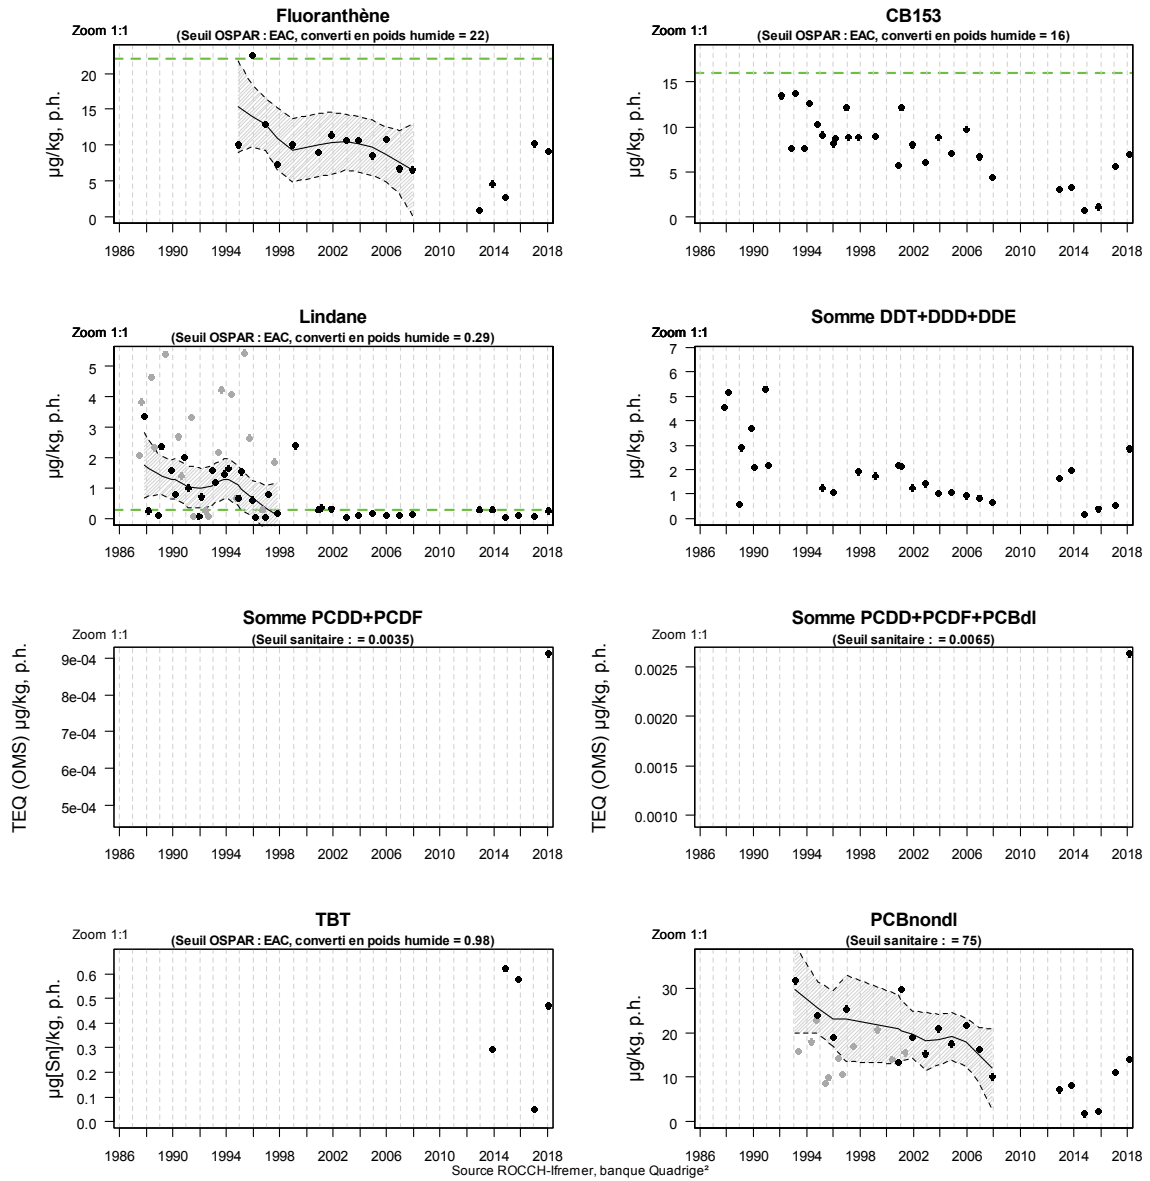 Fluoranthène
Zoom 1:1
(Seuil OSPAR : EAC, converti en poids humide = 22)
µg/kg, p.h.
20
15
10
5
0
1986 1990 1994 1998 2002 2006 2010 2014 2018
CB153
Zoom 1:1
(Seuil OSPAR : EAC, converti en poids humide = 16)
µg/kg, p.h.
15
10
5
0
1986 1990 1994 1998 2002 2006 2010 2014 2018
Lindane
Zoom 1:1
(Seuil OSPAR : EAC, converti en poids humide = 0.29)
µg/kg, p.h.
5
4
3
2
1
0
1986 1990 1994 1998 2002 2006 2010 2014 2018
Somme DDT+DDD+DDE
Zoom 1:1
µg/kg, p.h.
7
6
5
4
3
2
1
0
1986 1990 1994 1998 2002 2006 2010 2014 2018
Somme PCDD+PCDF
Zoom 1:1
(Seuil sanitaire : = 0.0035)
TEQ (OMS) µg/kg, p.h.
9e-04
8e-04
7e-04
6e-04
5e-04
1986 1990 1994 1998 2002 2006 2010 2014 2018
Somme PCDD+PCDF+PCBdl
Zoom 1:1
(Seuil sanitaire : = 0.0065)
TEQ (OMS) µg/kg, p.h.
0.0025
0.0020
0.0015
0.0010
1986 1990 1994 1998 2002 2006 2010 2014 2018
TBT
Zoom 1:1
(Seuil OSPAR : EAC, converti en poids humide = 0.98)
µg[Sn]/kg, p.h.
0.6
0.5
0.4
0.3
0.2
0.1
0.0
1986 1990 1994 1998 2002 2006 2010 2014 2018
PCBnondl
Zoom 1:1
(Seuil sanitaire : = 75)
µg/kg, p.h.
30
20
10
0
1986 1990 1994 1998 2002 2006 2010 2014 2018
Source ROCCH-Ifremer, banque Quadrige²